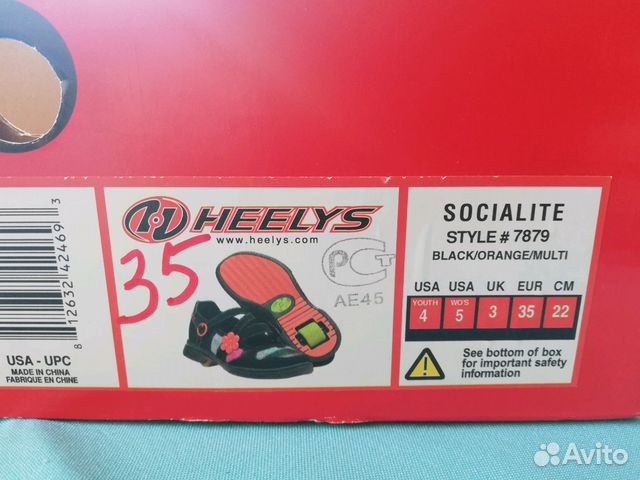 8 12632 42469 3
USA - UPC
MADE IN CHINA
FABRIQUE EN CHINE
HEELYS
www.heelys.com
35
РСТ
AE45
SOCIALITE
STYLE # 7879
BLACK/ORANGE/MULTI
USA USA UK EUR CM
YOUTH 4 WO'S 5 3 35 22
See bottom of box
for important safety
information
Avito